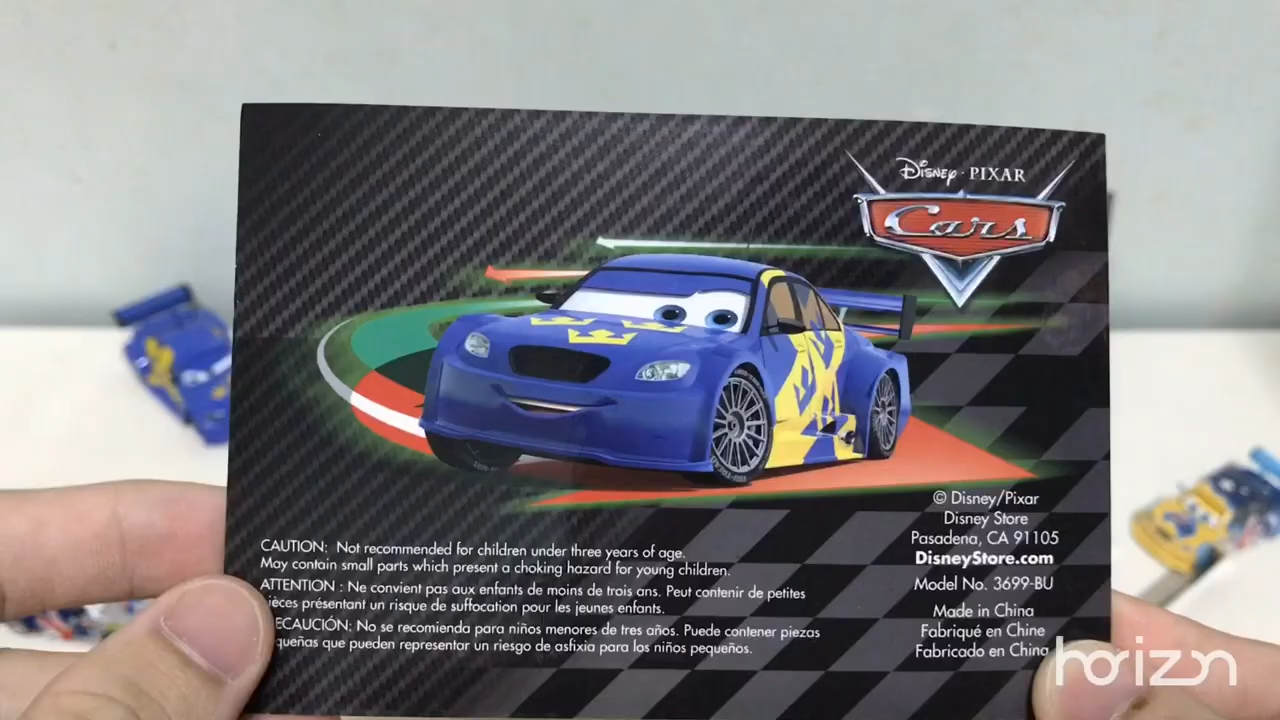 Disney · PIXAR
Cars
© Disney/Pixar
Disney Store
Pasadena, CA 91105
DisneyStore.com
Model No. 3699-BU
Made in China
Fabriqué en Chine
Fabricado en China
CAUTION: Not recommended for children under three years of age.
May contain small parts which present a choking hazard for young children.
ATTENTION : Ne convient pas aux enfants de moins de trois ans. Peut contenir de petites
ièces présentant un risque de suffocation pour les jeunes enfants.
ECAUCIÓN: No se recomienda para niños menores de tres años. Puede contener piezas
queñas que pueden representar un riesgo de asfixia para los niños pequeños.
horizon